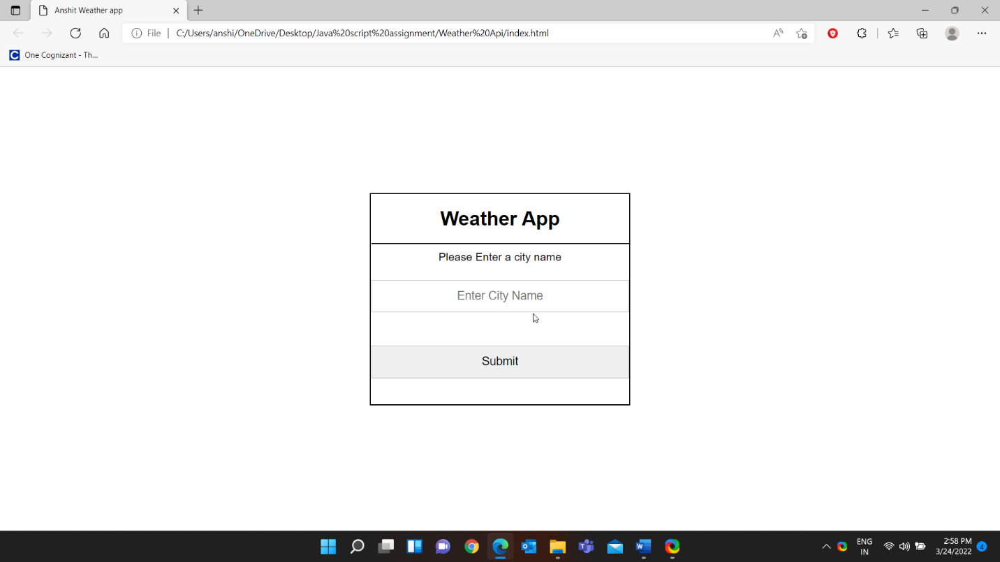 Anshit Weather app
File | C:/Users/anshi/OneDrive/Desktop/Java%20script%20assignment/Weather%20Api/index.html
One Cognizant - Th...
Weather App
Please Enter a city name
Enter City Name
Submit
ENG
IN
2:58 PM
3/24/2022
4